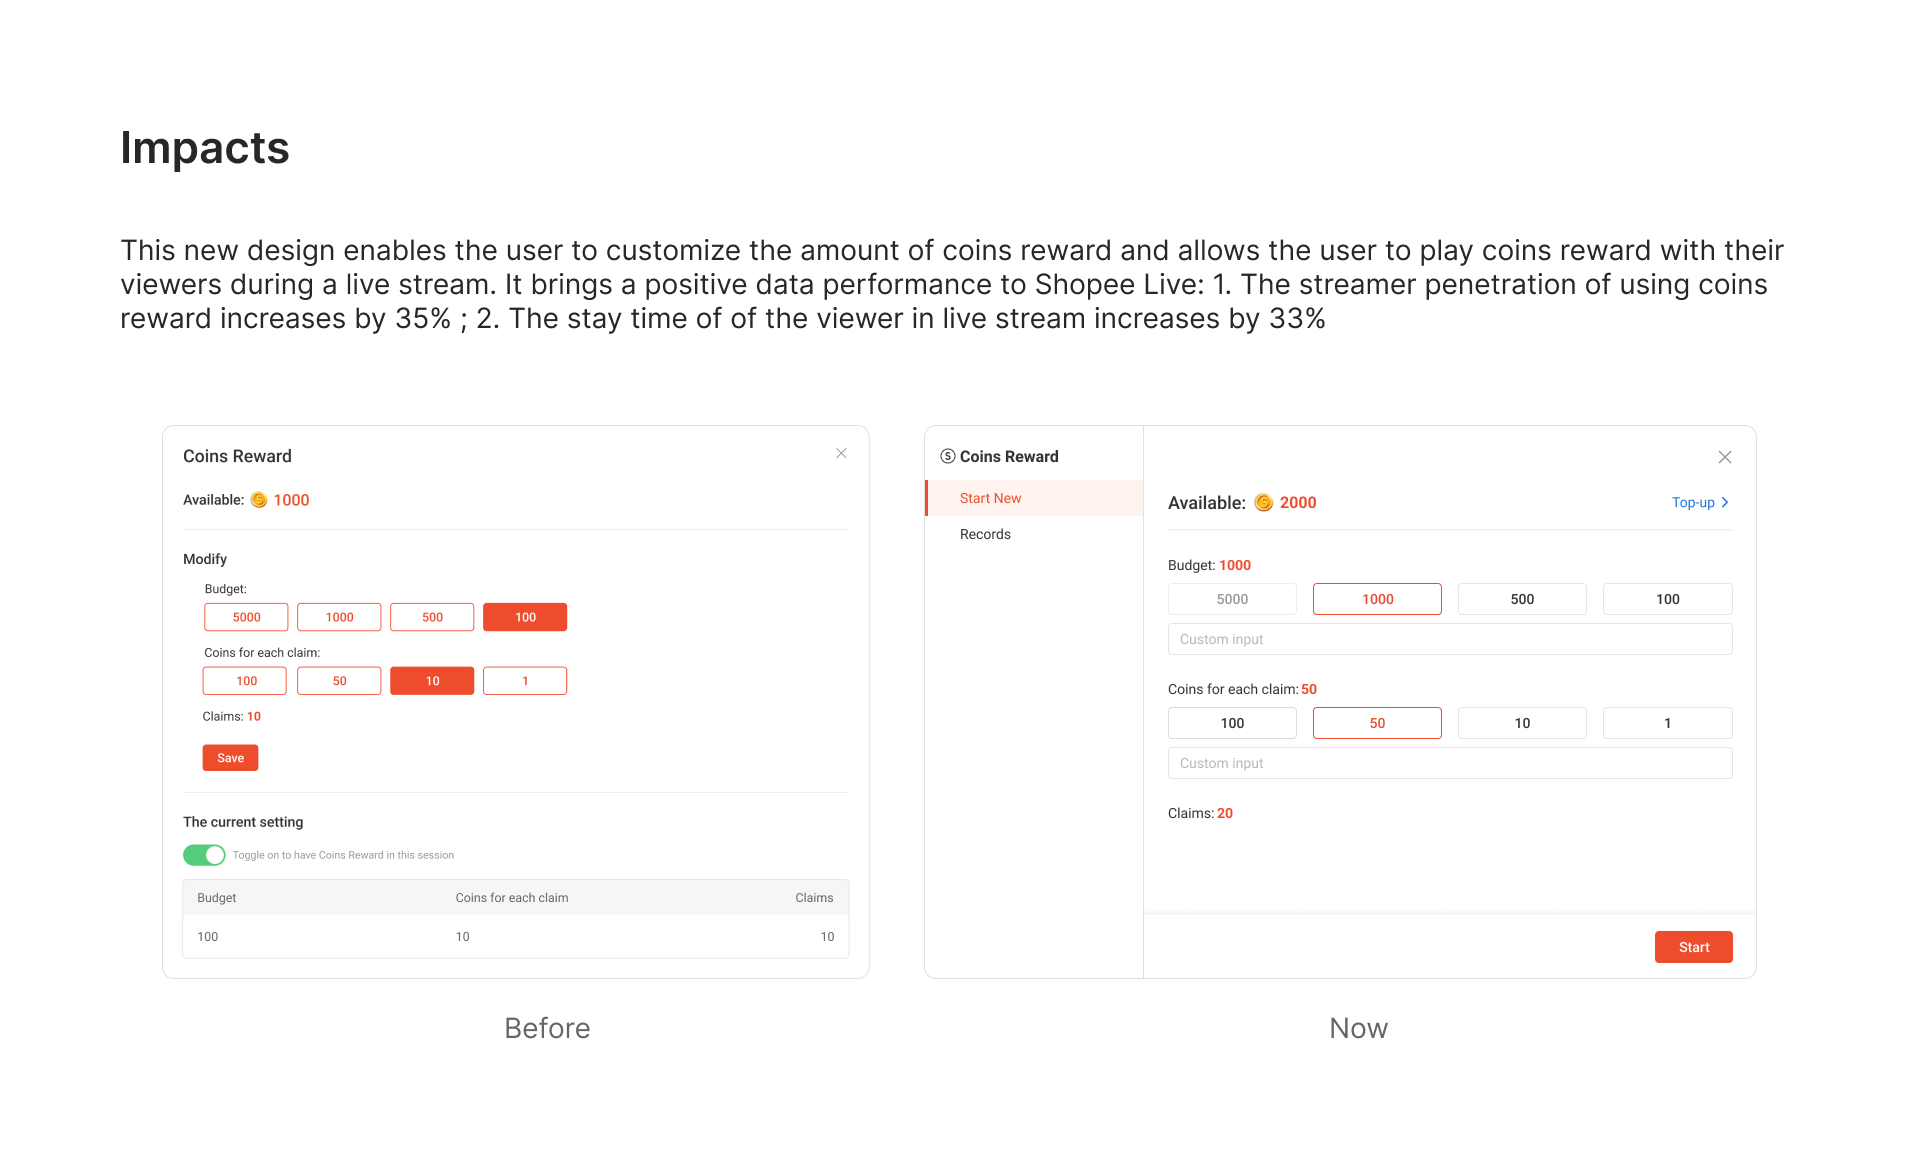 Impacts
This new design enables the user to customize the amount of coins reward and allows the user to play coins reward with their
viewers during a live stream. It brings a positive data performance to Shopee Live: 1. The streamer penetration of using coins
reward increases by 35% ; 2. The stay time of of the viewer in live stream increases by 33%
Coins Reward
Available: 1000
Modify
Budget:
5000 1000 500 100
Coins for each claim:
100 50 10 1
Claims: 10
Save
The current setting
Toggle on to have Coins Reward in this session
Budget Coins for each claim Claims
100 10 10
Before
Coins Reward
Start New
Records
Available: 2000 Top-up
Budget: 1000
5000 1000 500 100
Custom input
Coins for each claim: 50
100 50 10 1
Custom input
Claims: 20
Start
Now